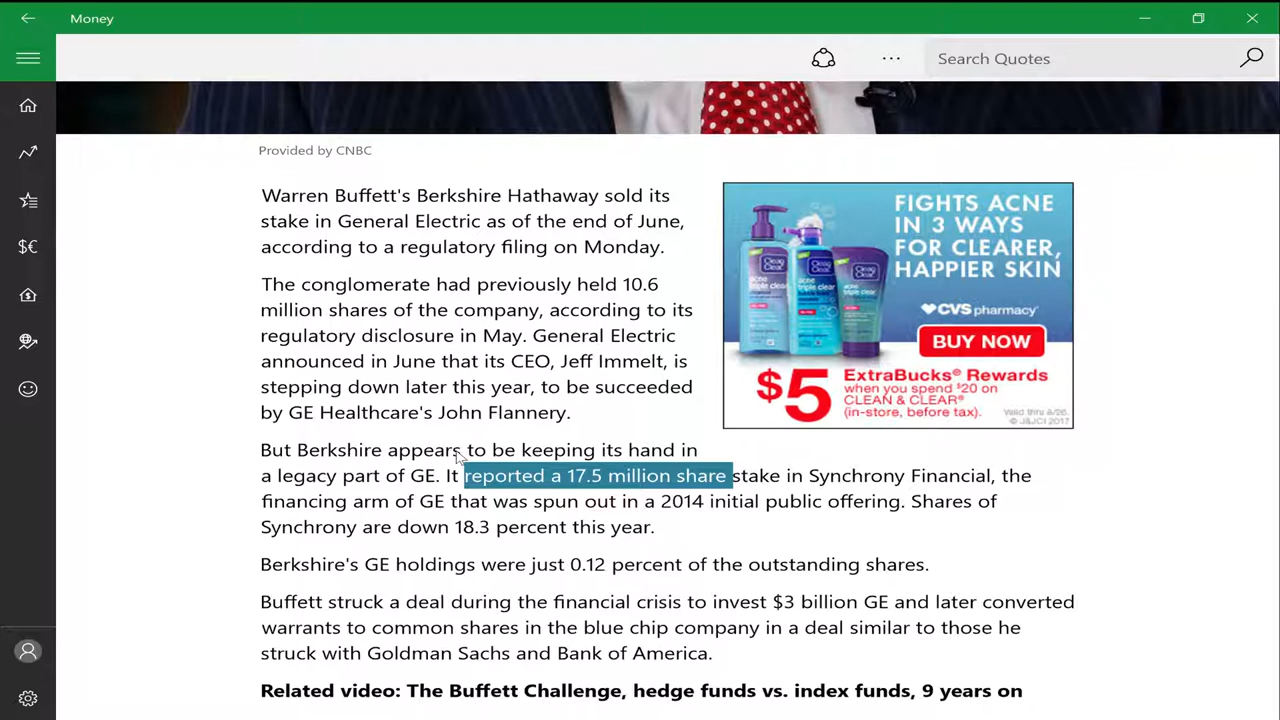 Money
Search Quotes
Provided by CNBC
Warren Buffett's Berkshire Hathaway sold its
stake in General Electric as of the end of June,
according to a regulatory filing on Monday.
The conglomerate had previously held 10.6
million shares of the company, according to its
regulatory disclosure in May. General Electric
announced in June that its CEO, Jeff Immelt, is
stepping down later this year, to be succeeded
by GE Healthcare's John Flannery.
FIGHTS ACNE
IN 3 WAYS
FOR CLEARER,
HAPPIER SKIN
CVS pharmacy
BUY NOW
$5 ExtraBucks® Rewards
when you spend $20 on
CLEAN & CLEAR®
(in-store, before tax).
Valid thru 8/26.
© J&JCI 2017
But Berkshire appears to be keeping its hand in
a legacy part of GE. It reported a 17.5 million share stake in Synchrony Financial, the
financing arm of GE that was spun out in a 2014 initial public offering. Shares of
Synchrony are down 18.3 percent this year.
Berkshire's GE holdings were just 0.12 percent of the outstanding shares.
Buffett struck a deal during the financial crisis to invest $3 billion GE and later converted
warrants to common shares in the blue chip company in a deal similar to those he
struck with Goldman Sachs and Bank of America.
Related video: The Buffett Challenge, hedge funds vs. index funds, 9 years on